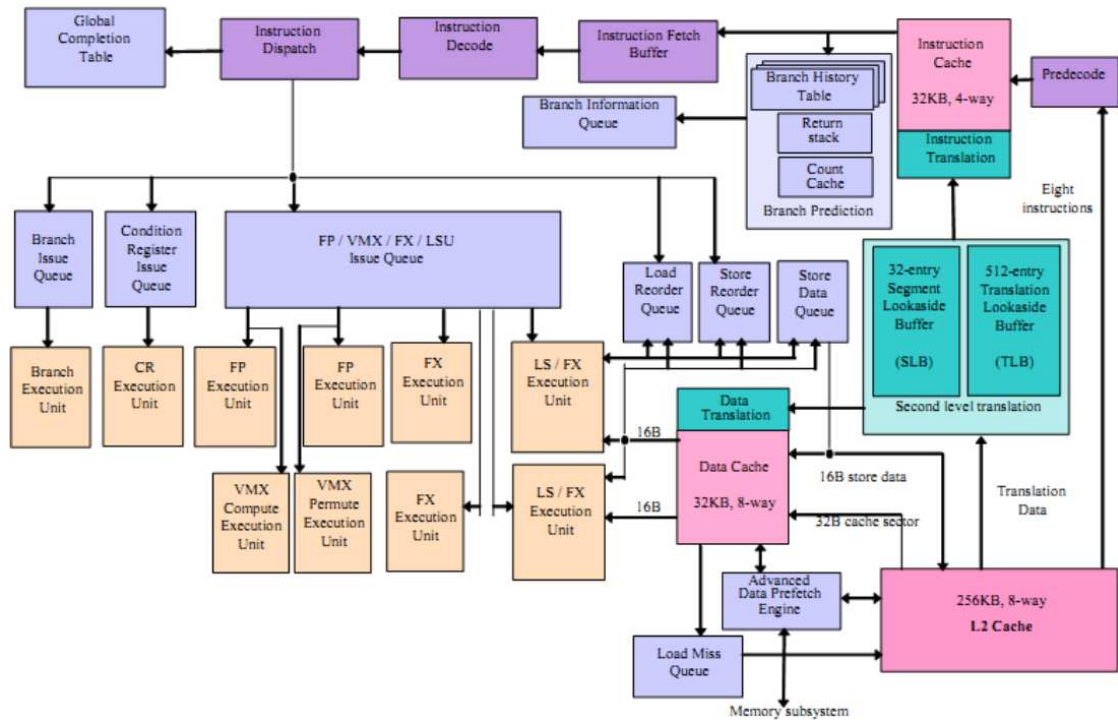 Global
Completion
Table
Instruction
Dispatch
Instruction
Decode
Instruction Fetch
Buffer
Instruction
Cache
32KB, 4-way
Instruction
Translation
Predecode
Branch History
Table
Return
stack
Count
Cache
Branch Prediction
Branch Information
Queue
Eight
instructions
Branch
Issue
Queue
Condition
Register
Issue
Queue
FP / VMX / FX / LSU
Issue Queue
Load
Reorder
Queue
Store
Reorder
Queue
Store
Data
Queue
32-entry
Segment
Lookaside
Buffer
(SLB)
512-entry
Translation
Lookaside
Buffer
(TLB)
Second level translation
Branch
Execution
Unit
CR
Execution
Unit
FP
Execution
Unit
FP
Execution
Unit
FX
Execution
Unit
LS / FX
Execution
Unit
Data
Translation
16B
Data Cache
32KB, 8-way
16B
16B store data
32B cache sector
Translation
Data
VMX
Compute
Execution
Unit
VMX
Permute
Execution
Unit
FX
Execution
Unit
LS / FX
Execution
Unit
Advanced
Data Prefetch
Engine
256KB, 8-way
L2 Cache
Load Miss
Queue
Memory subsystem